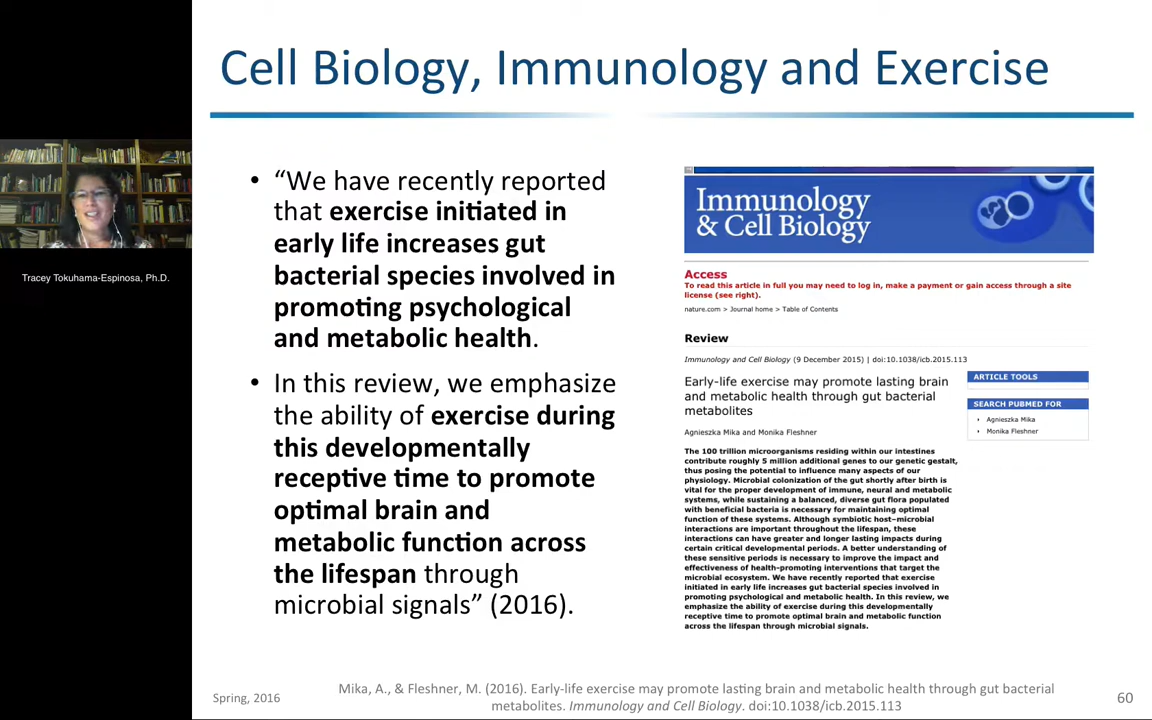 Cell Biology, Immunology and Exercise
Tracey Tokuhama-Espinosa, Ph.D.
• “We have recently reported
that exercise initiated in
early life increases gut
bacterial species involved in
promoting psychological
and metabolic health.
• In this review, we emphasize
the ability of exercise during
this developmentally
receptive time to promote
optimal brain and
metabolic function across
the lifespan through
microbial signals” (2016).
Immunology
& Cell Biology
Access
To read this article in full you may need to log in, make a payment or gain access through a site
license (see right).
nature.com > Journal home > Table of Contents
Review
Immunology and Cell Biology (9 December 2015) | doi:10.1038/icb.2015.113
Early-life exercise may promote lasting brain
and metabolic health through gut bacterial
metabolites
Agnieszka Mika and Monika Fleshner
The 100 trillion microorganisms residing within our intestines
contribute roughly 5 million additional genes to our genetic gestalt,
thus posing the potential to influence many aspects of our
physiology. Microbial colonization of the gut shortly after birth is
vital for the proper development of immune, neural and metabolic
systems, while sustaining a balanced, diverse gut flora populated
with beneficial bacteria is necessary for maintaining optimal
function of these systems. Although symbiotic host–microbial
interactions are important throughout the lifespan, these
interactions can have greater and longer lasting impacts during
certain critical developmental periods. A better understanding of
these sensitive periods is necessary to improve the impact and
effectiveness of health-promoting interventions that target the
microbial ecosystem. We have recently reported that exercise
initiated in early life increases gut bacterial species involved in
promoting psychological and metabolic health. In this review, we
emphasize the ability of exercise during this developmentally
receptive time to promote optimal brain and metabolic function
across the lifespan through microbial signals.
ARTICLE TOOLS
SEARCH PUBMED FOR
Agnieszka Mika
Monika Fleshner
Spring, 2016
Mika, A., & Fleshner, M. (2016). Early-life exercise may promote lasting brain and metabolic health through gut bacterial
metabolites. Immunology and Cell Biology. doi:10.1038/icb.2015.113
60